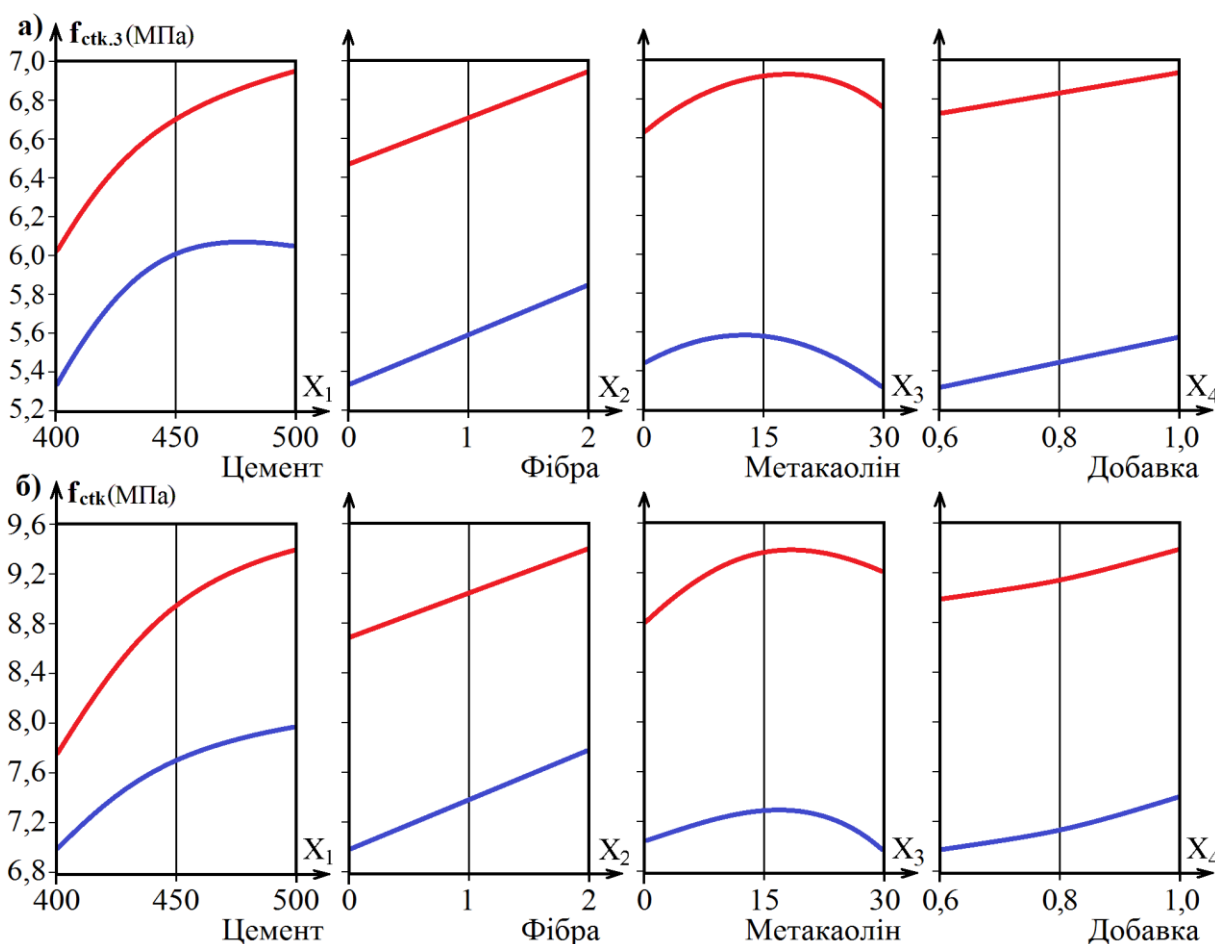 а) f_ctk.3 (МПа)
7,0
6,8
6,6
6,4
6,2
6,0
5,8
5,6
5,4
5,2
X₁ X₂ X₃ X₄
400 450 500 0 1 2 0 15 30 0,6 0,8 1,0
Цемент Фібра Метакаолін Добавка
б) f_ctk (МПа)
9,6
9,2
8,8
8,4
8,0
7,6
7,2
6,8
X₁ X₂ X₃ X₄
400 450 500 0 1 2 0 15 30 0,6 0,8 1,0
Цемент Фібра Метакаолін Добавка